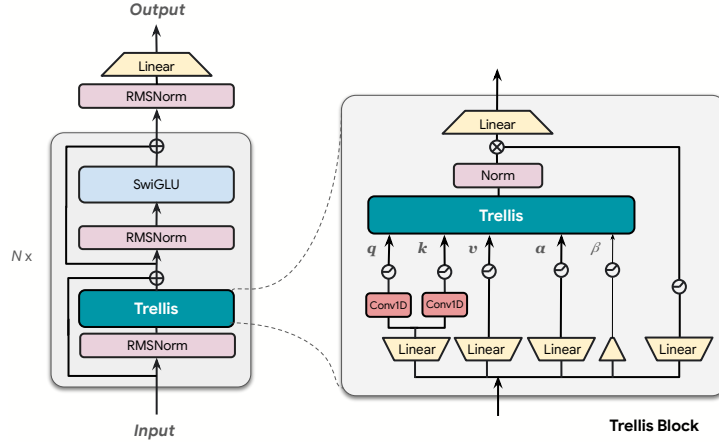 Output
Linear
RMSNorm
SwiGLU
RMSNorm
N x
Trellis
RMSNorm
Input
Linear
Norm
Trellis
q k v α β
Conv1D Conv1D
Linear Linear Linear Linear
Trellis Block